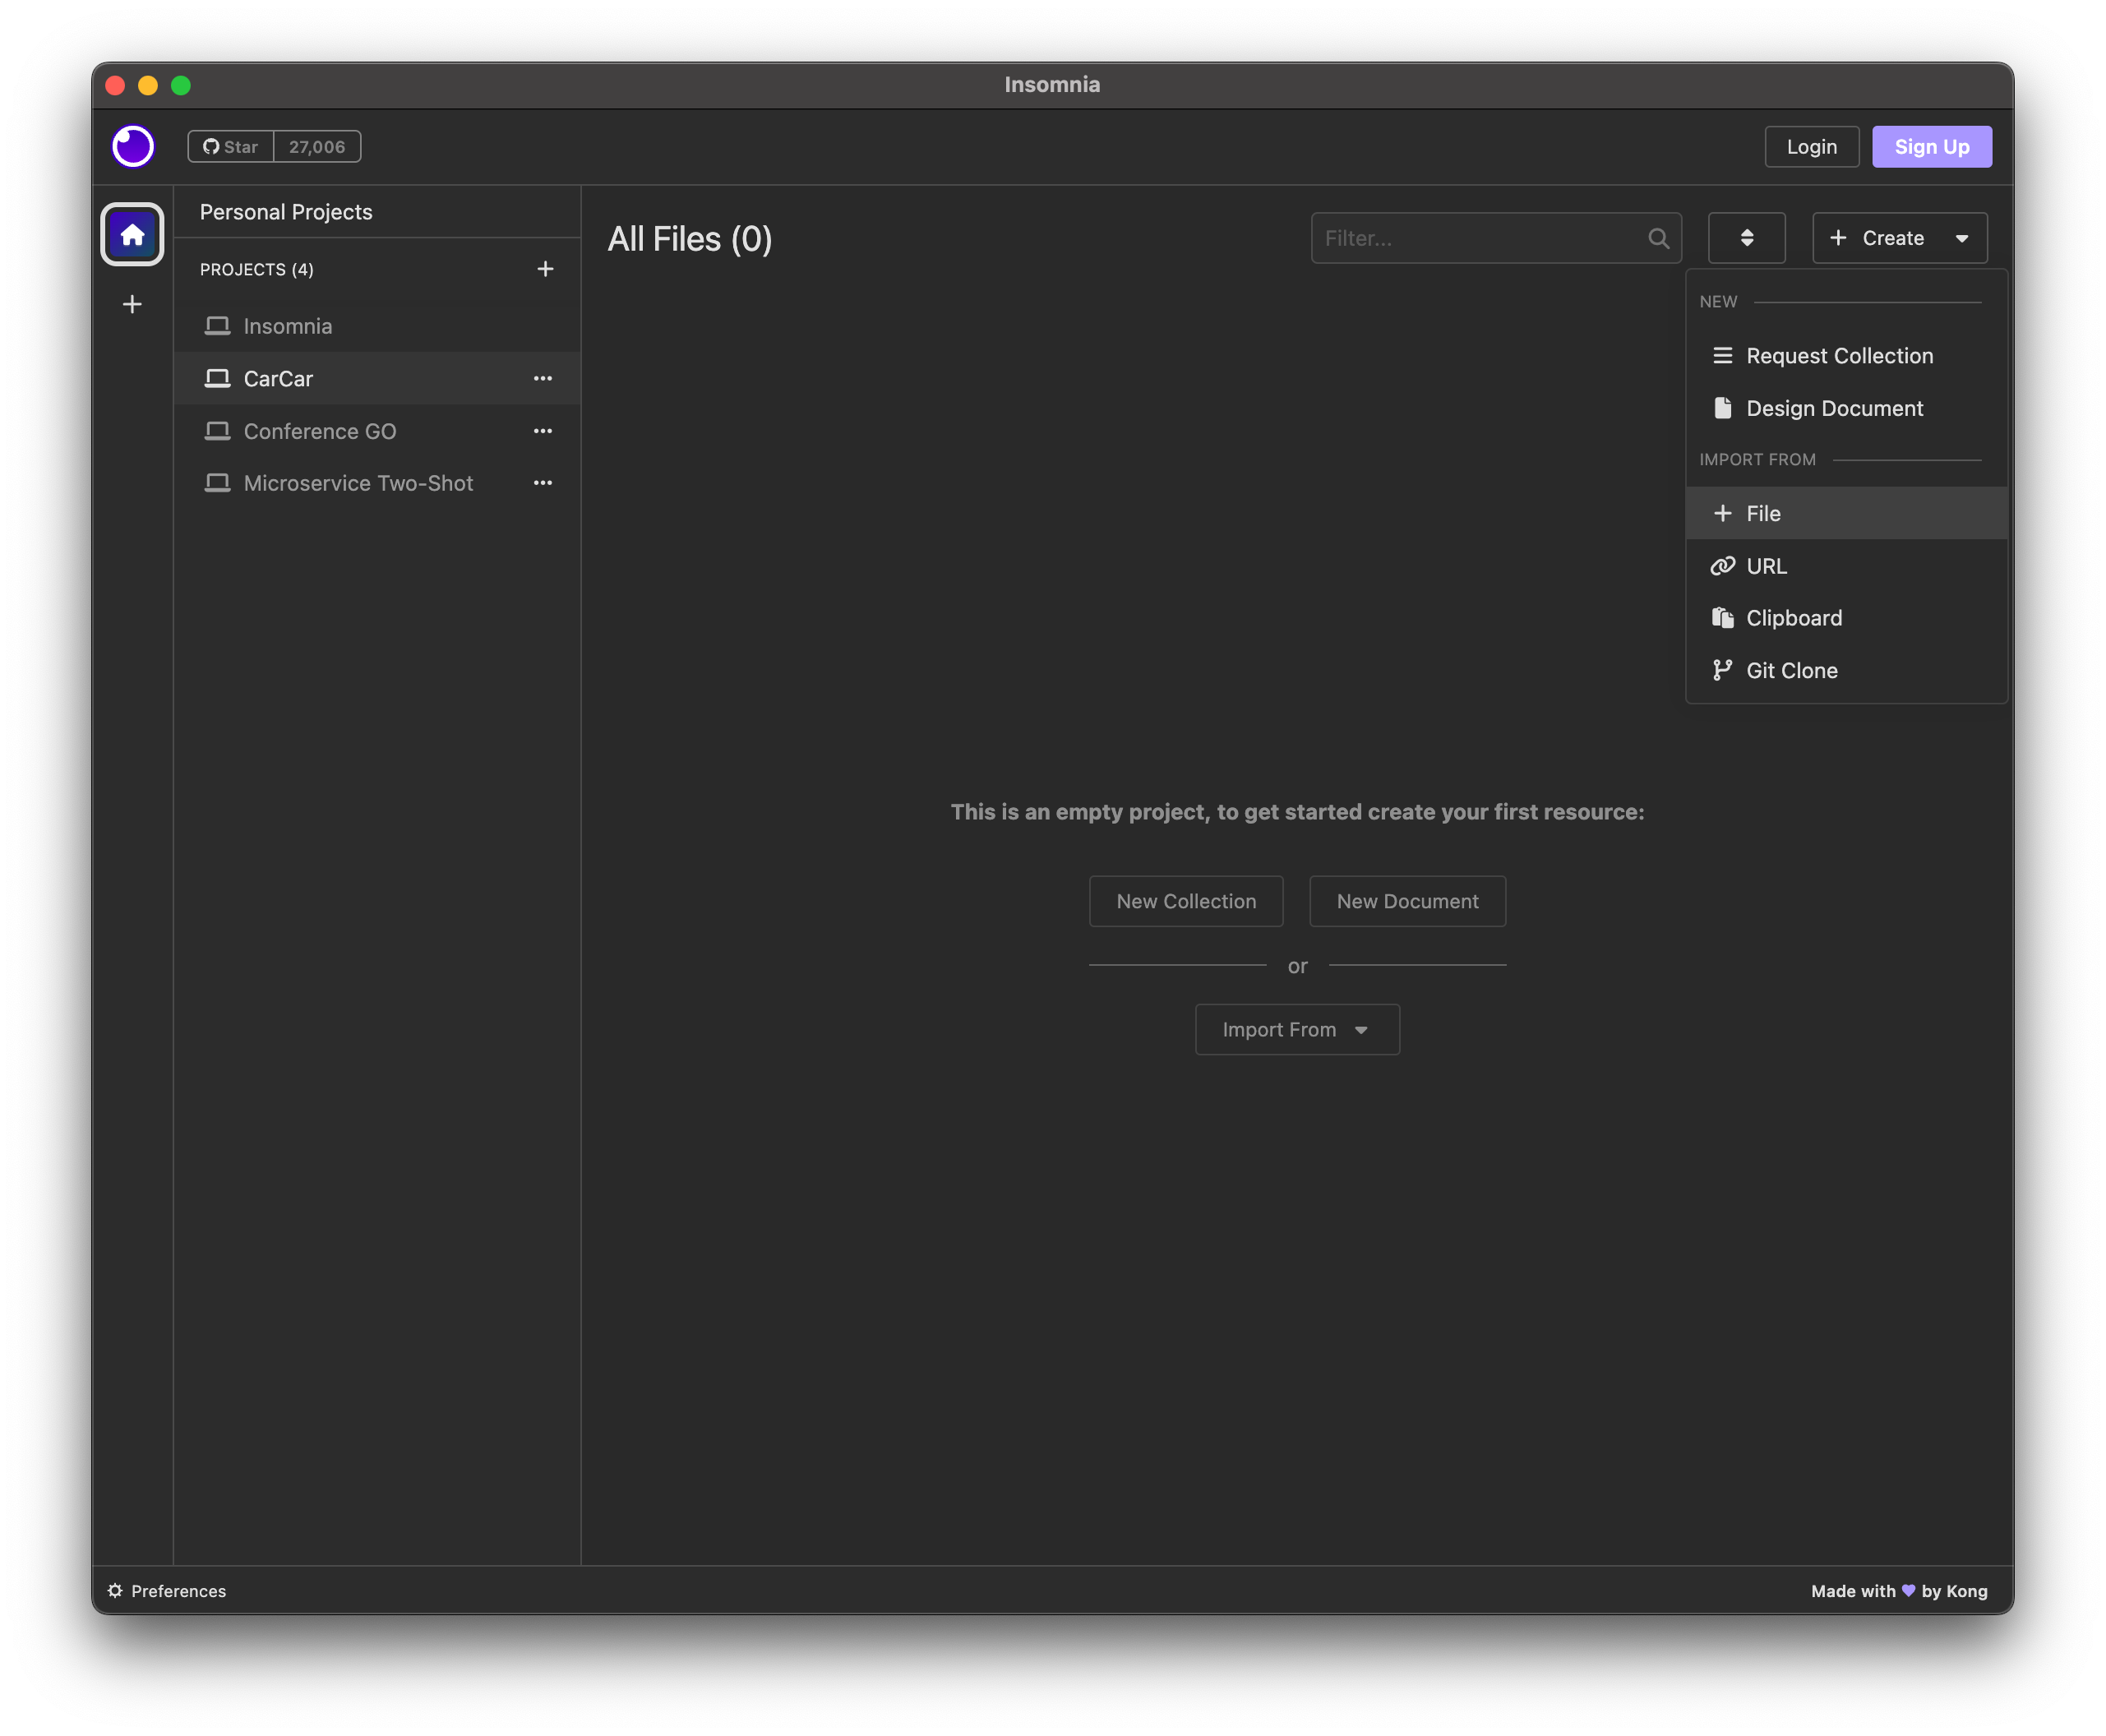 Insomnia
Star 27,006
Login Sign Up
Personal Projects
PROJECTS (4)
Insomnia
CarCar
Conference GO
Microservice Two-Shot
All Files (0)
Filter...
Create
NEW
Request Collection
Design Document
IMPORT FROM
File
URL
Clipboard
Git Clone
This is an empty project, to get started create your first resource:
New Collection New Document
or
Import From
Preferences
Made with 💜 by Kong